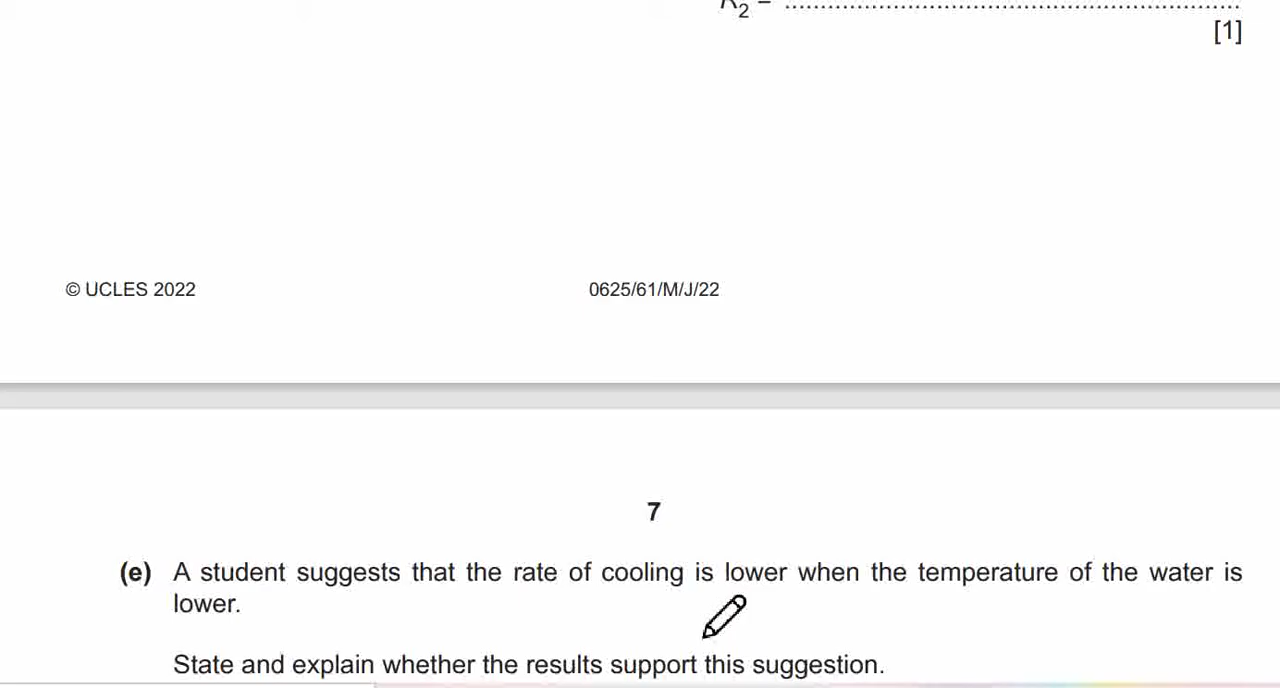 R₂ = ..............................................................
[1]
© UCLES 2022
0625/61/M/J/22
7
(e) A student suggests that the rate of cooling is lower when the temperature of the water is
lower.
State and explain whether the results support this suggestion.